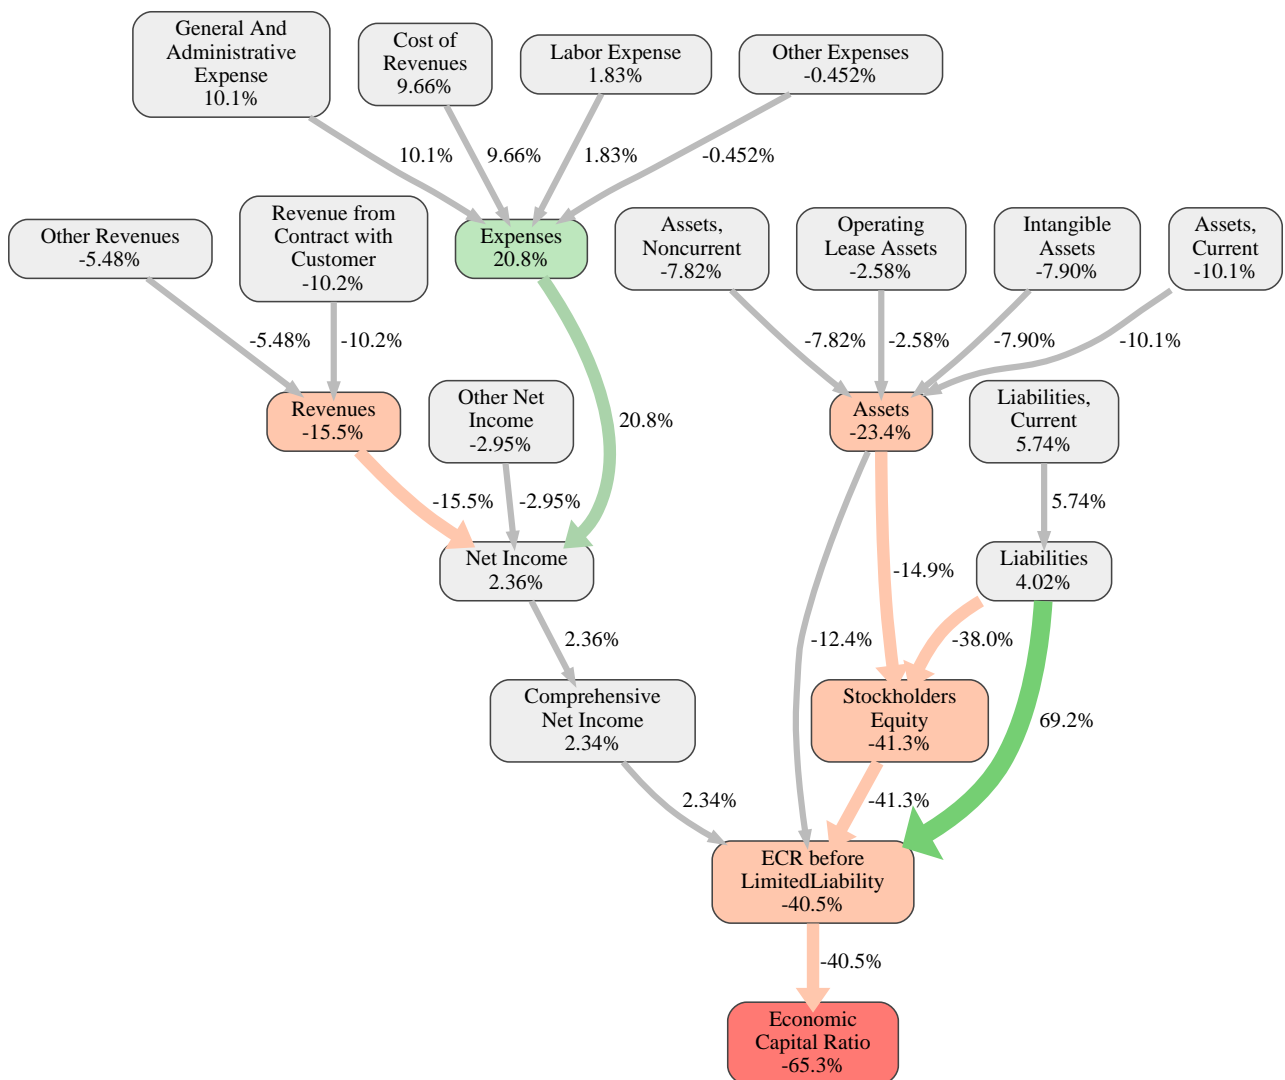 General And
Administrative
Expense
10.1%
Cost of
Revenues
9.66%
Labor Expense
1.83%
Other Expenses
-0.452%
10.1%
9.66%
1.83%
-0.452%
Other Revenues
-5.48%
Revenue from
Contract with
Customer
-10.2%
Expenses
20.8%
Assets,
Noncurrent
-7.82%
Operating
Lease Assets
-2.58%
Intangible
Assets
-7.90%
Assets,
Current
-10.1%
-5.48%
-10.2%
-7.82%
-2.58%
-7.90%
-10.1%
Revenues
-15.5%
Other Net
Income
-2.95%
20.8%
Assets
-23.4%
Liabilities,
Current
5.74%
-15.5%
-2.95%
5.74%
Net Income
2.36%
-14.9%
Liabilities
4.02%
2.36%
-12.4%
-38.0%
Comprehensive
Net Income
2.34%
Stockholders
Equity
-41.3%
69.2%
2.34%
-41.3%
ECR before
LimitedLiability
-40.5%
-40.5%
Economic
Capital Ratio
-65.3%